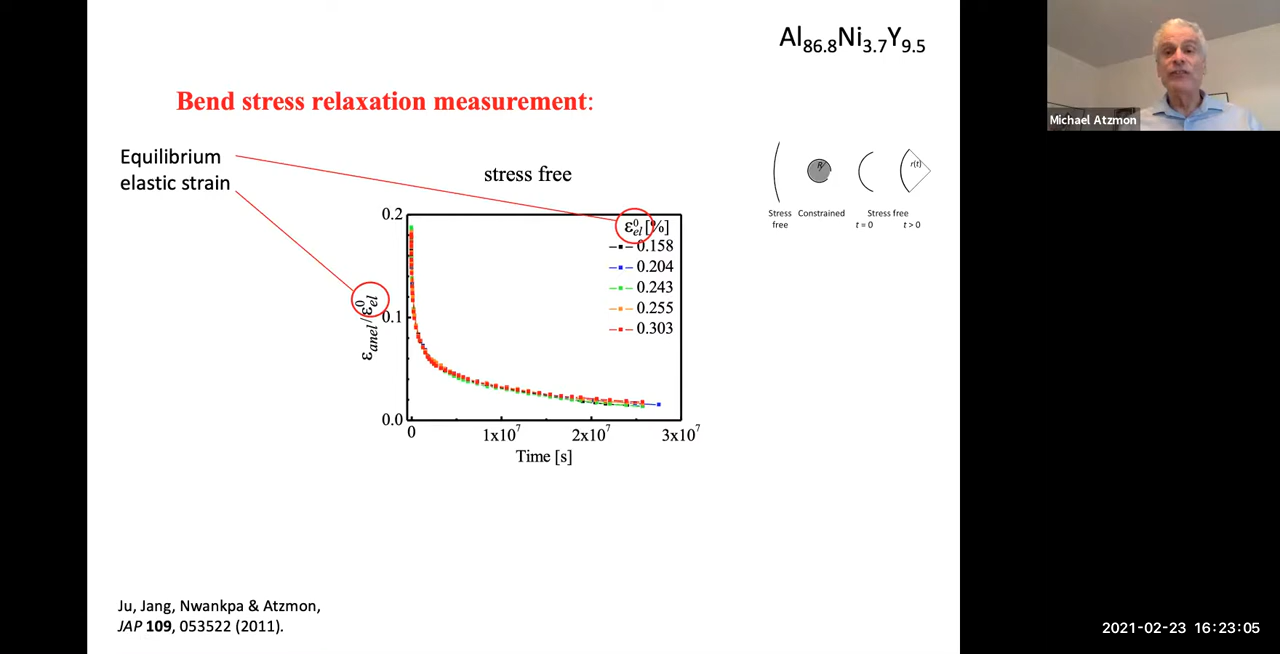 Al86.8Ni3.7Y9.5
Bend stress relaxation measurement:
Michael Atzmon
Equilibrium
elastic strain
stress free
R
r(t)
Stress free
Constrained
Stress free
t = 0
t > 0
0.2
0.1
0.0
εanel/ε⁰el
ε⁰el [%]
0.158
0.204
0.243
0.255
0.303
0
1x10⁷
2x10⁷
3x10⁷
Time [s]
Ju, Jang, Nwankpa & Atzmon,
JAP 109, 053522 (2011).
2021-02-23 16:23:05